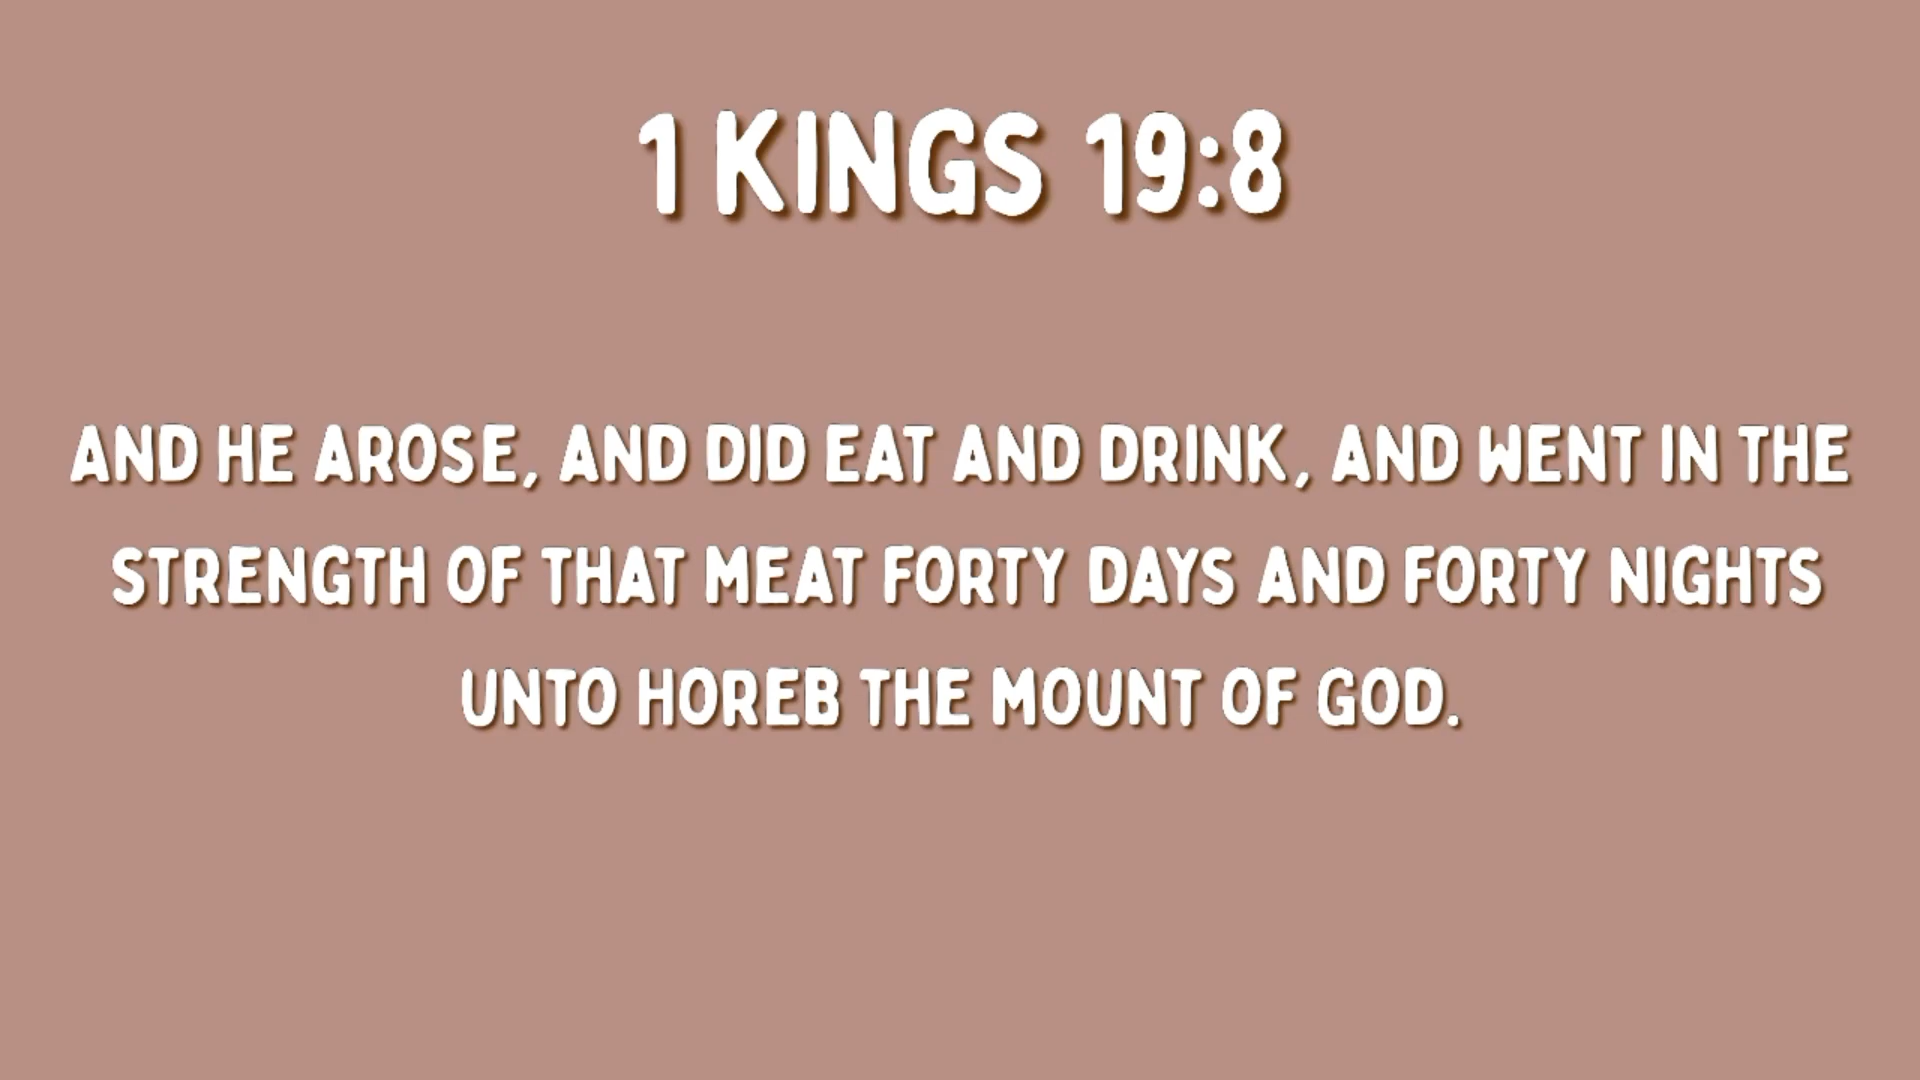 1 KINGS 19:8
AND HE AROSE, AND DID EAT AND DRINK, AND WENT IN THE
STRENGTH OF THAT MEAT FORTY DAYS AND FORTY NIGHTS
UNTO HOREB THE MOUNT OF GOD.